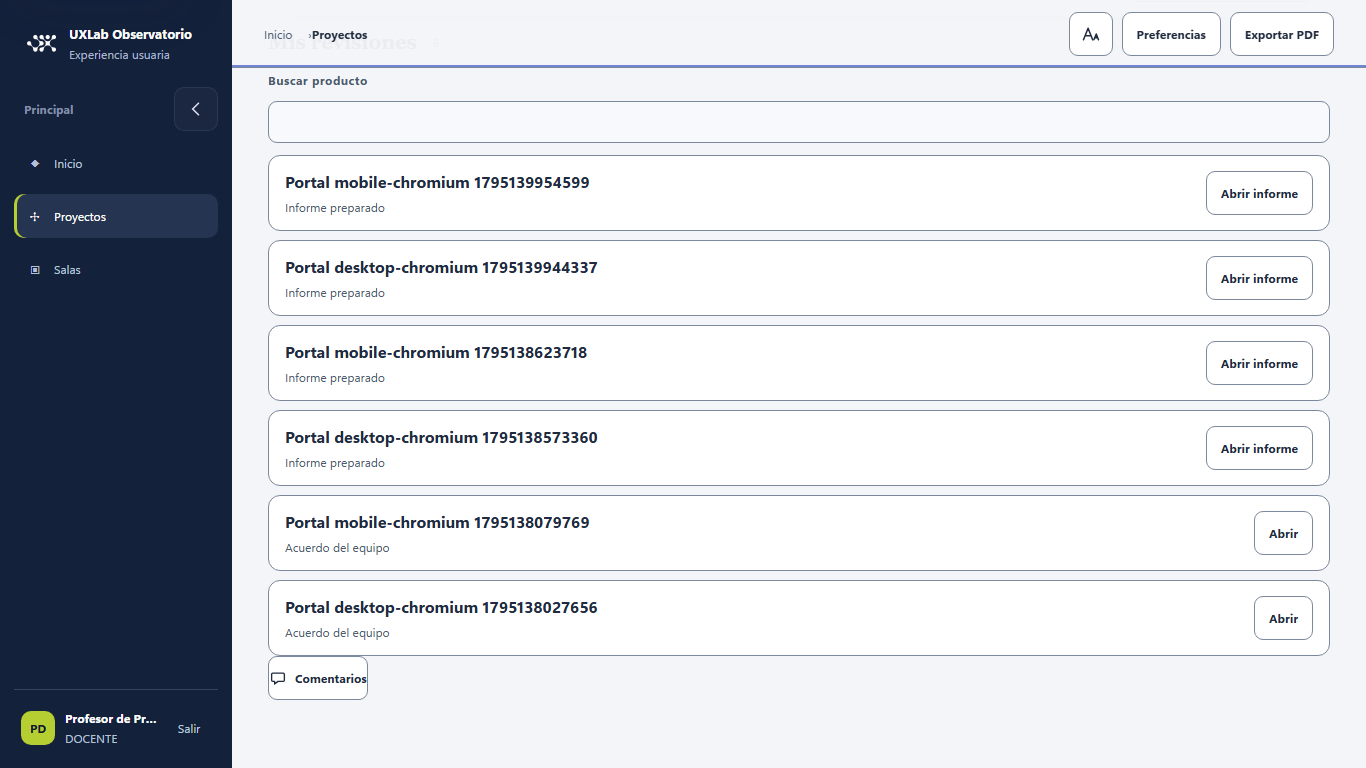 UXLab Observatorio
Experiencia usuaria
Principal
Inicio
Proyectos
Salas
PD
Profesor de Pr...
DOCENTE
Salir
Inicio
›Proyectos
Mis revisiones
AA
Preferencias
Exportar PDF
Buscar producto
Portal mobile-chromium 1795139954599
Informe preparado
Abrir informe
Portal desktop-chromium 1795139944337
Informe preparado
Abrir informe
Portal mobile-chromium 1795138623718
Informe preparado
Abrir informe
Portal desktop-chromium 1795138573360
Informe preparado
Abrir informe
Portal mobile-chromium 1795138079769
Acuerdo del equipo
Abrir
Portal desktop-chromium 1795138027656
Acuerdo del equipo
Abrir
Comentarios